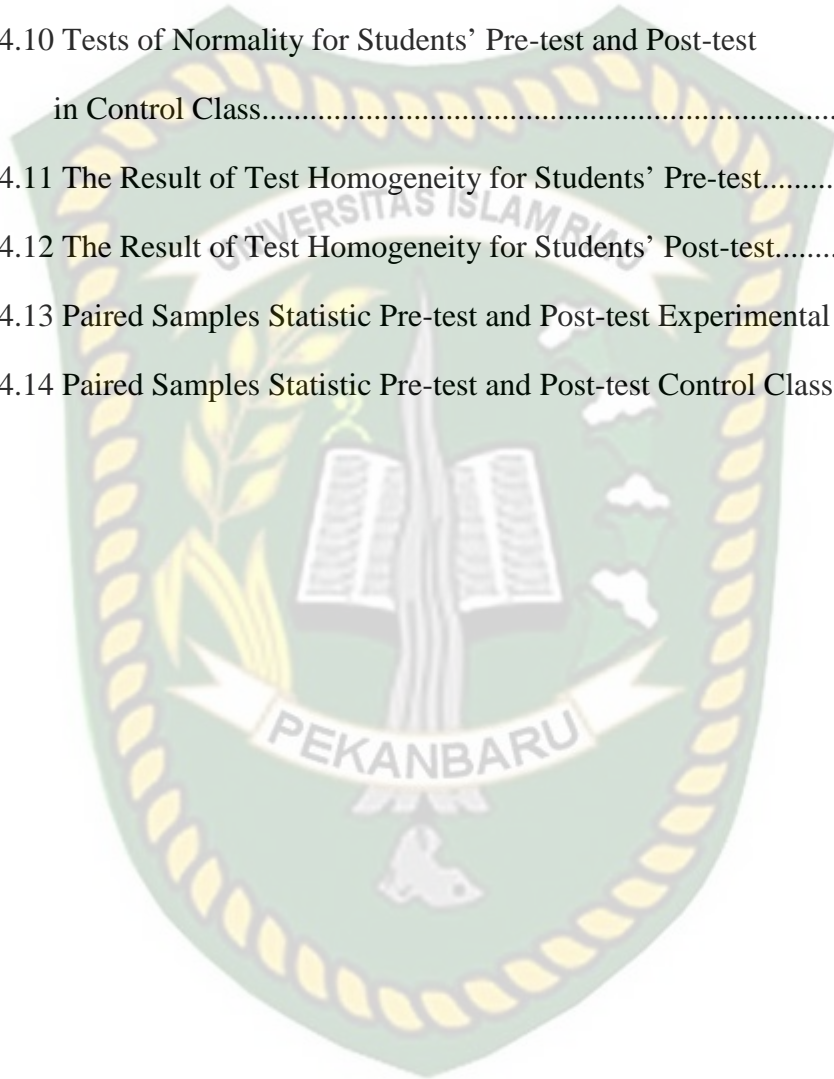 4.10 Tests of Normality for Students’ Pre-test and Post-test
in Control Class.......................................................................
4.11 The Result of Test Homogeneity for Students’ Pre-test.........
4.12 The Result of Test Homogeneity for Students’ Post-test.......
4.13 Paired Samples Statistic Pre-test and Post-test Experimental
4.14 Paired Samples Statistic Pre-test and Post-test Control Class
UNIVERSITAS ISLAM RIAU
PEKANBARU